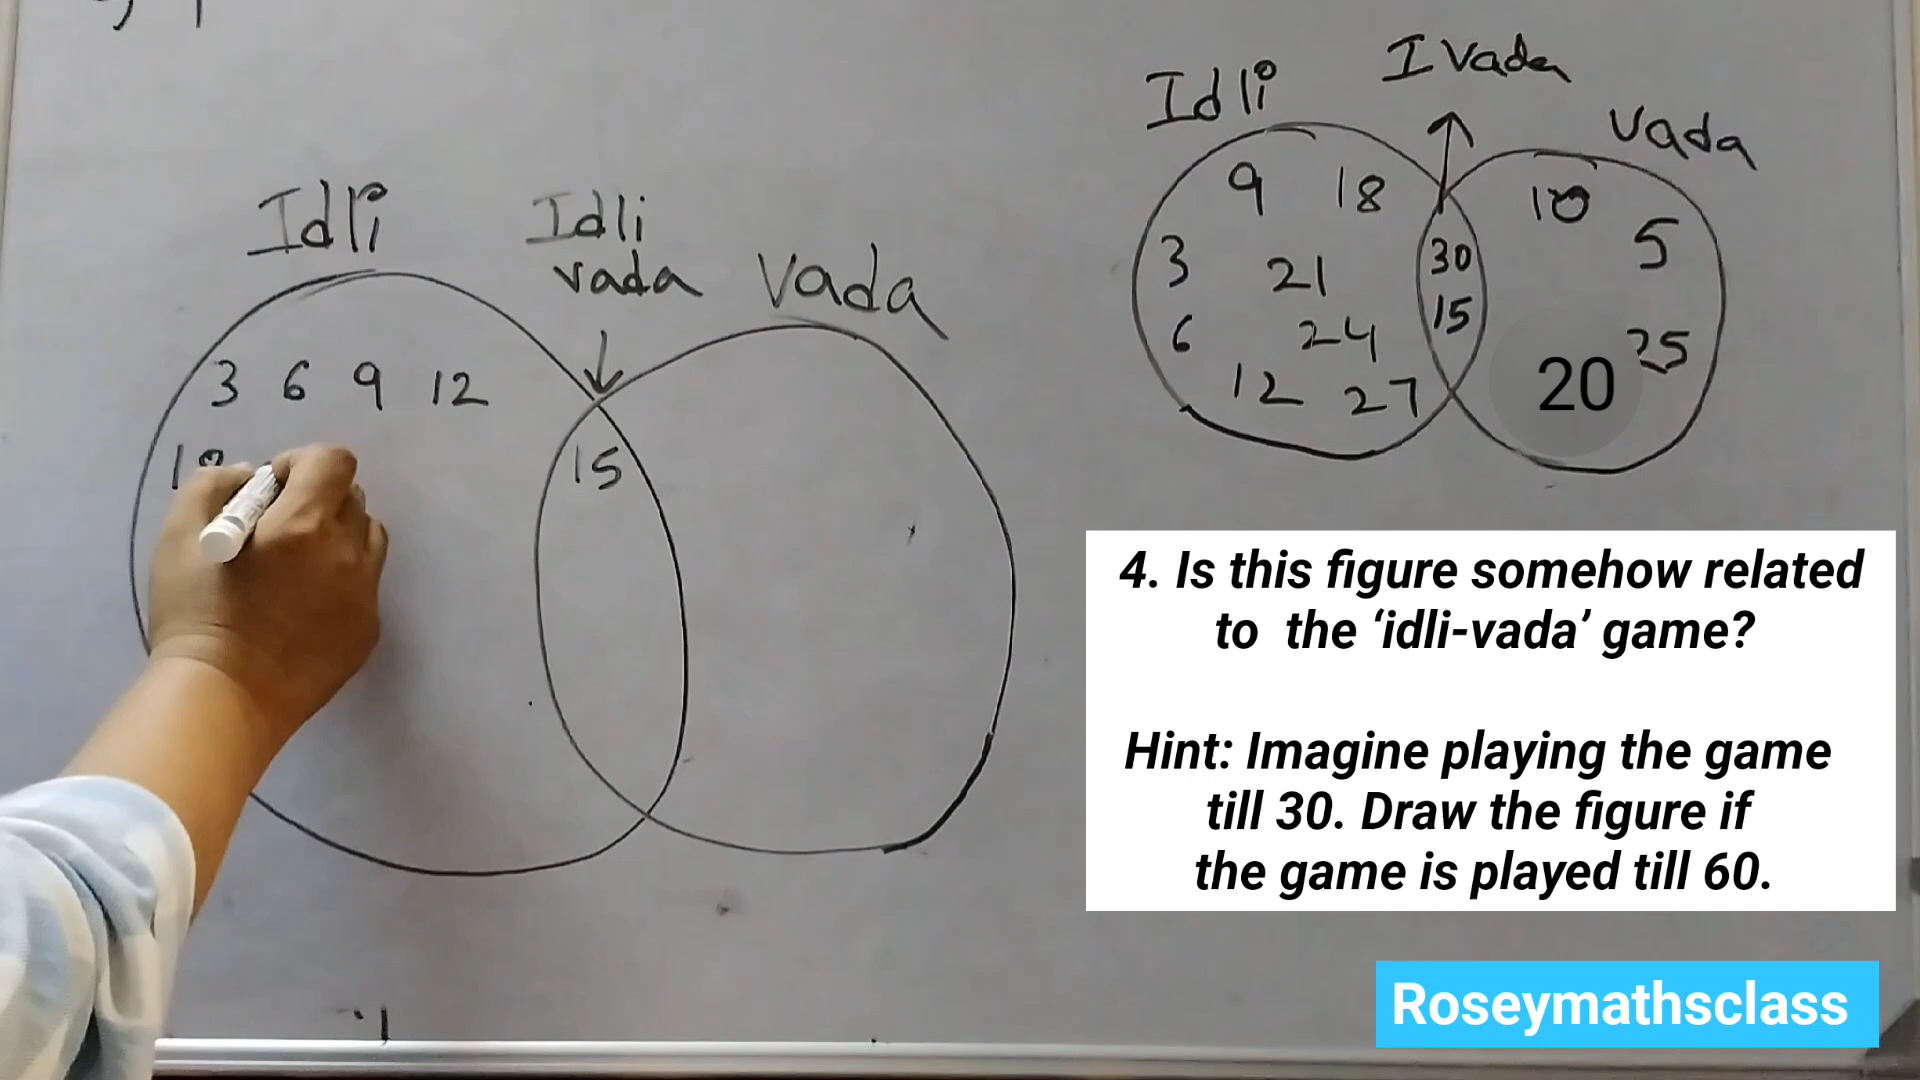 Idli
Idli
vada
Vada
3 6 9 12
18
15
Idli
I Vada
Vada
9 18
10
5
3
21
30
6
24
15
20
25
12
27
4. Is this figure somehow related
to the ‘idli-vada’ game?
Hint: Imagine playing the game
till 30. Draw the figure if
the game is played till 60.
Roseymathsclass